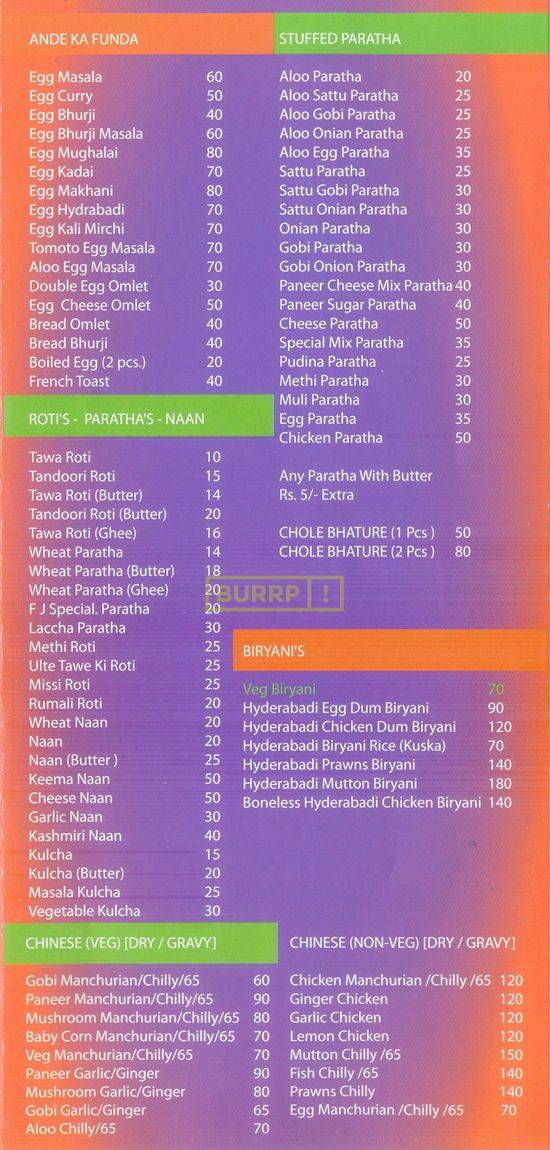 ANDE KA FUNDA
Egg Masala 60
Egg Curry 50
Egg Bhurji 40
Egg Bhurji Masala 60
Egg Mughalai 80
Egg Kadai 70
Egg Makhani 80
Egg Hydrabadi 70
Egg Kali Mirchi 70
Tomoto Egg Masala 70
Aloo Egg Masala 70
Double Egg Omlet 30
Egg Cheese Omlet 50
Bread Omlet 40
Bread Bhurji 40
Boiled Egg (2 pcs.) 20
French Toast 40
ROTI'S - PARATHA'S - NAAN
Tawa Roti 10
Tandoori Roti 15
Tawa Roti (Butter) 14
Tandoori Roti (Butter) 20
Tawa Roti (Ghee) 16
Wheat Paratha 14
Wheat Paratha (Butter) 18
Wheat Paratha (Ghee) 20
F J Special. Paratha 20
Laccha Paratha 30
Methi Roti 25
Ulte Tawe Ki Roti 25
Missi Roti 25
Rumali Roti 20
Wheat Naan 20
Naan 20
Naan (Butter ) 25
Keema Naan 50
Cheese Naan 50
Garlic Naan 30
Kashmiri Naan 40
Kulcha 15
Kulcha (Butter) 20
Masala Kulcha 25
Vegetable Kulcha 30
STUFFED PARATHA
Aloo Paratha 20
Aloo Sattu Paratha 25
Aloo Gobi Paratha 25
Aloo Onian Paratha 25
Aloo Egg Paratha 35
Sattu Paratha 25
Sattu Gobi Paratha 30
Sattu Onian Paratha 30
Onian Paratha 30
Gobi Paratha 30
Gobi Onion Paratha 30
Paneer Cheese Mix Paratha 40
Paneer Sugar Paratha 40
Cheese Paratha 50
Special Mix Paratha 35
Pudina Paratha 25
Methi Paratha 30
Muli Paratha 30
Egg Paratha 35
Chicken Paratha 50
Any Paratha With Butter
Rs. 5/- Extra
CHOLE BHATURE (1 Pcs ) 50
CHOLE BHATURE (2 Pcs ) 80
BURRP !
BIRYANI'S
Veg Biryani 70
Hyderabadi Egg Dum Biryani 90
Hyderabadi Chicken Dum Biryani 120
Hyderabadi Biryani Rice (Kuska) 70
Hyderabadi Prawns Biryani 140
Hyderabadi Mutton Biryani 180
Boneless Hyderabadi Chicken Biryani 140
CHINESE (VEG) [DRY / GRAVY]
Gobi Manchurian/Chilly/65 60
Paneer Manchurian/Chilly/65 90
Mushroom Manchurian/Chilly/65 80
Baby Corn Manchurian/Chilly/65 70
Veg Manchurian/Chilly/65 70
Paneer Garlic/Ginger 90
Mushroom Garlic/Ginger 80
Gobi Garlic/Ginger 65
Aloo Chilly/65 70
CHINESE (NON-VEG) [DRY / GRAVY]
Chicken Manchurian /Chilly /65 120
Ginger Chicken 120
Garlic Chicken 120
Lemon Chicken 120
Mutton Chilly /65 150
Fish Chilly /65 140
Prawns Chilly 140
Egg Manchurian /Chilly /65 70